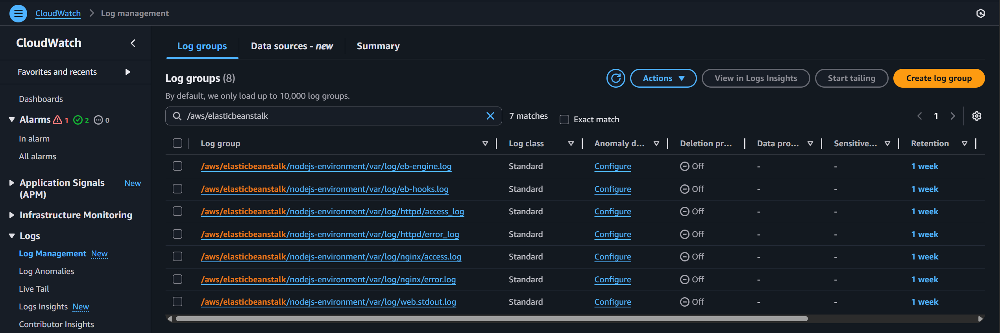 CloudWatch > Log management
CloudWatch
Favorites and recents
Dashboards
Alarms 1 2 0
In alarm
All alarms
Application Signals New
(APM)
Infrastructure Monitoring
Logs
Log Management New
Log Anomalies
Live Tail
Logs Insights New
Contributor Insights
Log groups Data sources - new Summary
Log groups (8)
Actions View in Logs Insights Start tailing Create log group
By default, we only load up to 10,000 log groups.
/aws/elasticbeanstalk 7 matches Exact match 1
Log group Log class Anomaly d... Deletion pr... Data pro... Sensitive... Retention
/aws/elasticbeanstalk/nodejs-environment/var/log/eb-engine.log Standard Configure Off - - 1 week
/aws/elasticbeanstalk/nodejs-environment/var/log/eb-hooks.log Standard Configure Off - - 1 week
/aws/elasticbeanstalk/nodejs-environment/var/log/httpd/access_log Standard Configure Off - - 1 week
/aws/elasticbeanstalk/nodejs-environment/var/log/httpd/error_log Standard Configure Off - - 1 week
/aws/elasticbeanstalk/nodejs-environment/var/log/nginx/access.log Standard Configure Off - - 1 week
/aws/elasticbeanstalk/nodejs-environment/var/log/nginx/error.log Standard Configure Off - - 1 week
/aws/elasticbeanstalk/nodejs-environment/var/log/web.stdout.log Standard Configure Off - - 1 week